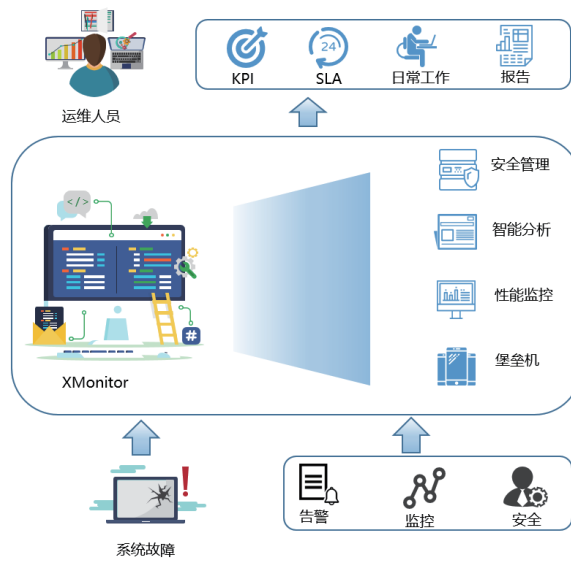 KPI
SLA
24
日常工作
报告
运维人员
安全管理
</>
智能分析
性能监控
#
堡垒机
XMonitor
告警
监控
安全
系统故障